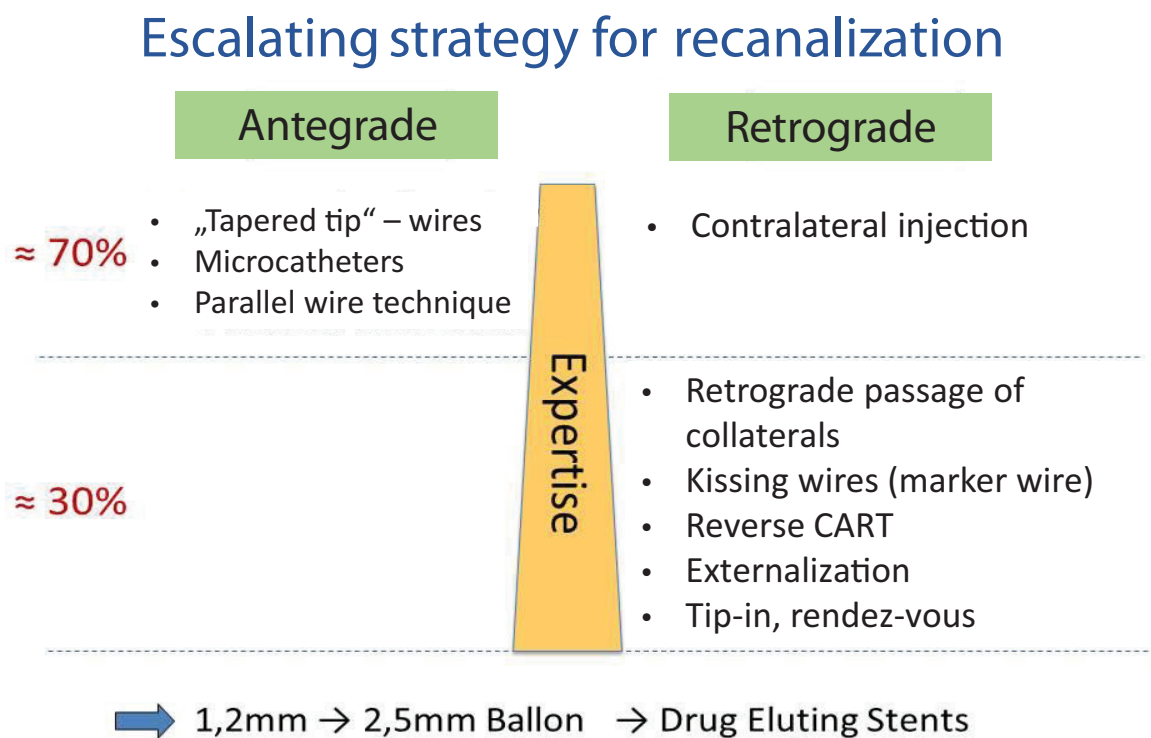 Escalating strategy for recanalization
Antegrade
Retrograde
≈ 70%
• „Tapered tip“ – wires
• Microcatheters
• Parallel wire technique
• Contralateral injection
Expertise
≈ 30%
• Retrograde passage of
collaterals
• Kissing wires (marker wire)
• Reverse CART
• Externalization
• Tip-in, rendez-vous
1,2mm → 2,5mm Ballon → Drug Eluting Stents